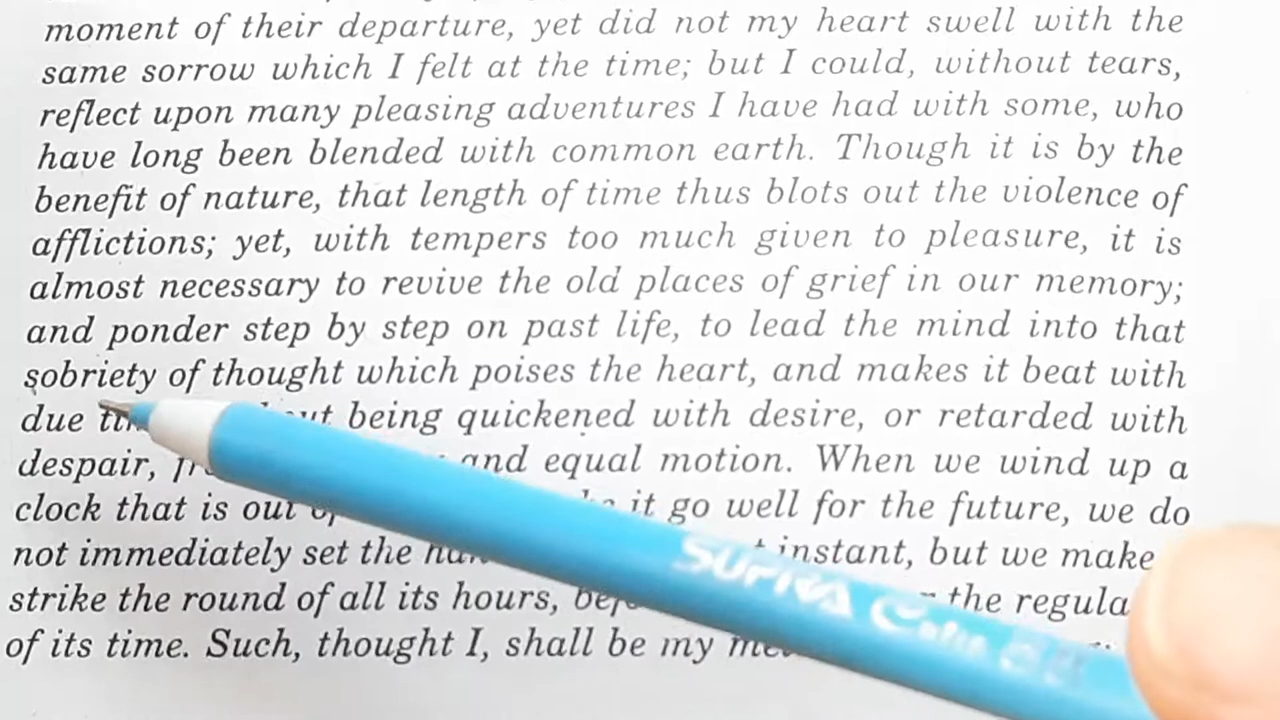 moment of their departure, yet did not my heart swell with the
same sorrow which I felt at the time; but I could, without tears,
reflect upon many pleasing adventures I have had with some, who
have long been blended with common earth. Though it is by the
benefit of nature, that length of time thus blots out the violence of
afflictions; yet, with tempers too much given to pleasure, it is
almost necessary to revive the old places of grief in our memory;
and ponder step by step on past life, to lead the mind into that
sobriety of thought which poises the heart, and makes it beat with
due being quickened with desire, or retarded with
despair, and equal motion. When we wind up a
clock that is out it go well for the future, we do
not immediately set the instant, but we make
strike the round of all its hours, the
of its time. Such, thought I, shall be my